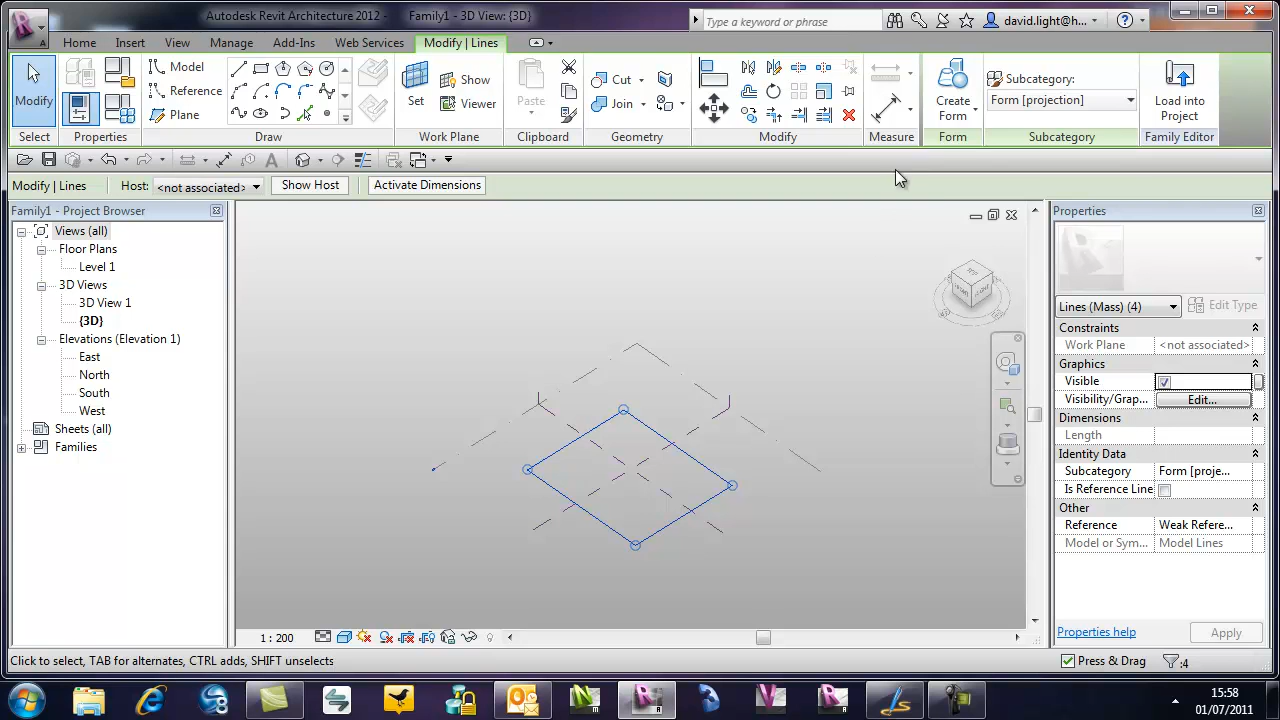 Autodesk Revit Architecture 2012 - Family1 - 3D View: {3D}
Type a keyword or phrase
david.light@h...
Home Insert View Manage Add-Ins Web Services Modify | Lines
Modify
Select
Properties
Model
Reference
Plane
Draw
Set
Show
Viewer
Work Plane
Paste
Clipboard
Cut
Join
Geometry
Modify
Measure
Create
Form
Form
Subcategory:
Form [projection]
Subcategory
Load into
Project
Family Editor
Modify | Lines Host: <not associated> Show Host Activate Dimensions
Family1 - Project Browser
Views (all)
Floor Plans
Level 1
3D Views
3D View 1
{3D}
Elevations (Elevation 1)
East
North
South
West
Sheets (all)
Families
TOP
1 : 200
Properties
Lines (Mass) (4) Edit Type
Constraints
Work Plane <not associated>
Graphics
Visible
Visibility/Grap... Edit...
Dimensions
Length
Identity Data
Subcategory Form [proje...
Is Reference Line
Other
Reference Weak Refere...
Model or Sym... Model Lines
Properties help Apply
Click to select, TAB for alternates, CTRL adds, SHIFT unselects
Press & Drag :4
15:58
01/07/2011